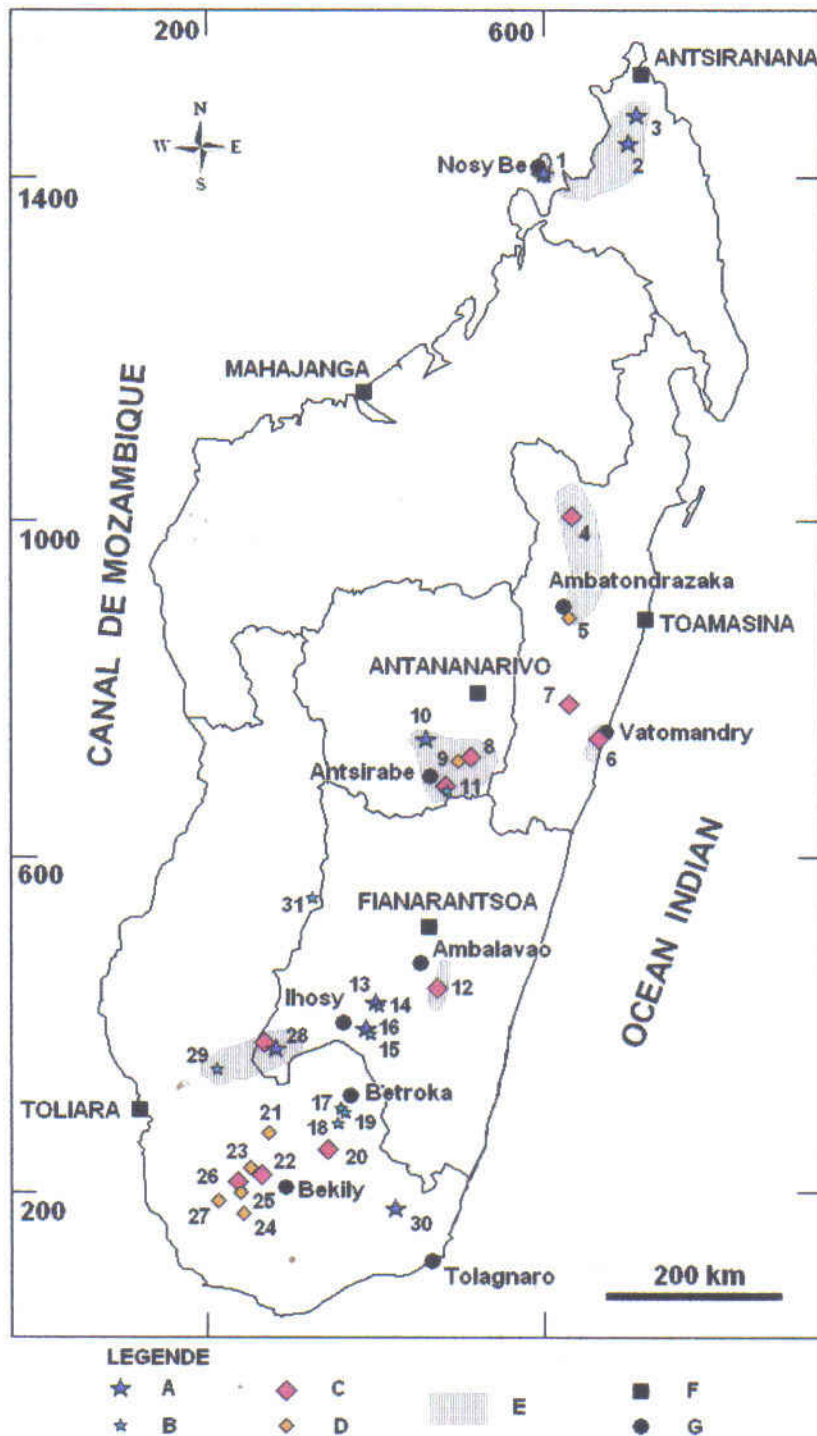 200
600
ANTSIRANANA
N
W E
S
3
Nosy Be
1
2
1400
MAHAJANGA
CANAL DE MOZAMBIQUE
1000
4
Ambatondrazaka
5
TOAMASINA
ANTANANARIVO
7
10
Vatomandry
9
8
6
Antsirabe
11
600
31
FIANARANTSOA
OCEAN INDIAN
Ambalavao
13
14
12
Ihosy
16
15
28
29
Betroka
TOLIARA
17
19
18
21
20
23
22
26
Bekily
200
25
27
24
30
Tolagnaro
200 km
LEGENDE
A
C
E
F
B
D
G